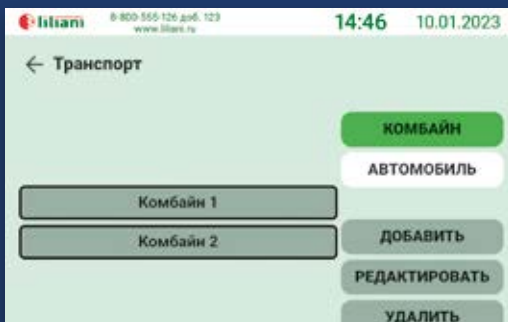 liliani
8-800-555-126 доб. 123
www.liliani.ru
14:46 10.01.2023
← Транспорт
КОМБАЙН
АВТОМОБИЛЬ
Комбайн 1
Комбайн 2
ДОБАВИТЬ
РЕДАКТИРОВАТЬ
УДАЛИТЬ